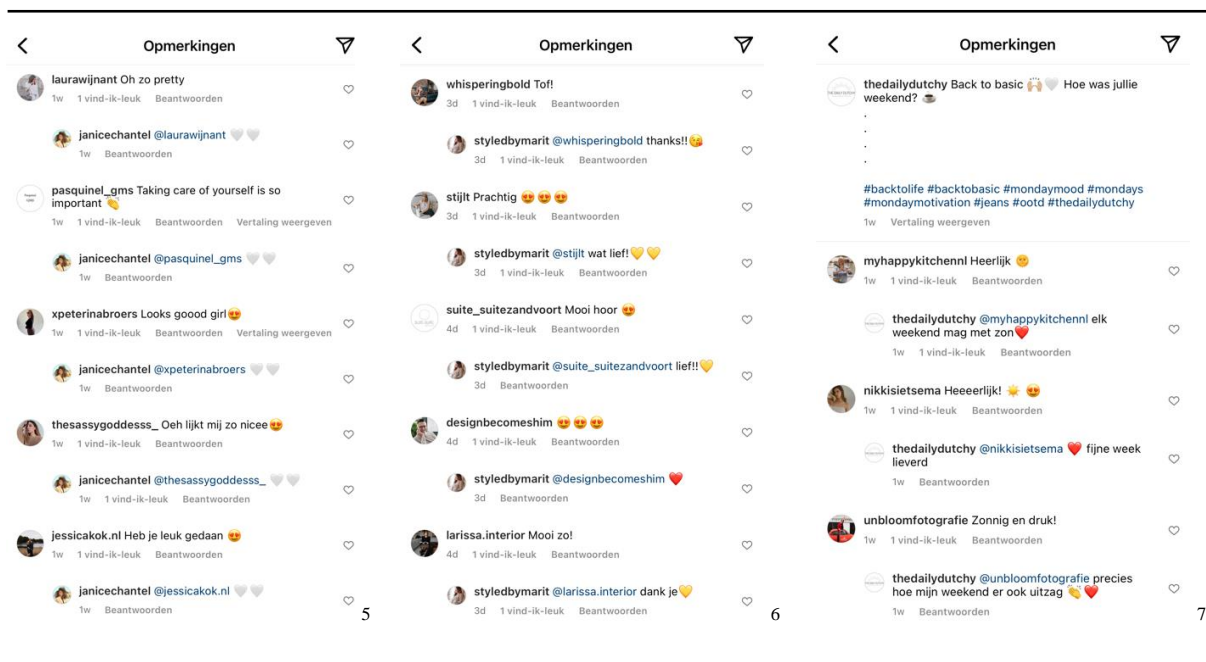 Opmerkingen
laurawijnant Oh zo pretty
1w 1 vind-ik-leuk Beantwoorden
janicechantel @laurawijnant 🤍🤍
1w Beantwoorden
pasquinel_gms Taking care of yourself is so
important 👏
1w 1 vind-ik-leuk Beantwoorden Vertaling weergeven
janicechantel @pasquinel_gms 🤍🤍
1w Beantwoorden
xpeterinabroers Looks goood girl😍
1w 1 vind-ik-leuk Beantwoorden Vertaling weergeven
janicechantel @xpeterinabroers 🤍🤍
1w Beantwoorden
thesassygoddesss_ Oeh lijkt mij zo nicee😍
1w 1 vind-ik-leuk Beantwoorden
janicechantel @thesassygoddesss_ 🤍🤍
1w 1 vind-ik-leuk Beantwoorden
jessicakok.nl Heb je leuk gedaan 😍
1w 1 vind-ik-leuk Beantwoorden
janicechantel @jessicakok.nl 🤍🤍
1w Beantwoorden
5
Opmerkingen
whisperingbold Tof!
3d 1 vind-ik-leuk Beantwoorden
styledbymarit @whisperingbold thanks!!😘
3d 1 vind-ik-leuk Beantwoorden
stijlt Prachtig 😍😍😍
3d 1 vind-ik-leuk Beantwoorden
styledbymarit @stijlt wat lief!💛💛
3d 1 vind-ik-leuk Beantwoorden
suite_suitezandvoort Mooi hoor 😍
4d 1 vind-ik-leuk Beantwoorden
styledbymarit @suite_suitezandvoort lief!!💛
3d Beantwoorden
designbecomeshim 😍😍😍
4d 1 vind-ik-leuk Beantwoorden
styledbymarit @designbecomeshim ❤️
3d Beantwoorden
larissa.interior Mooi zo!
4d 1 vind-ik-leuk Beantwoorden
styledbymarit @larissa.interior dank je💛
3d 1 vind-ik-leuk Beantwoorden
6
Opmerkingen
thedailydutchy Back to basic 🙌🏼🤍 Hoe was jullie
weekend? ☕
.
.
.
.
#backtolife #backtobasic #mondaymood #mondays
#mondaymotivation #jeans #ootd #thedailydutchy
1w Vertaling weergeven
myhappykitchennl Heerlijk 🌞
1w 1 vind-ik-leuk Beantwoorden
thedailydutchy @myhappykitchennl elk
weekend mag met zon❤️
1w 1 vind-ik-leuk Beantwoorden
nikkisietsema Heeeerlijk! ☀️ 😍
1w 1 vind-ik-leuk Beantwoorden
thedailydutchy @nikkisietsema ❤️ fijne week
lieverd
1w Beantwoorden
unbloomfotografie Zonnig en druk!
1w 1 vind-ik-leuk Beantwoorden
thedailydutchy @unbloomfotografie precies
hoe mijn weekend er ook uitzag 👏❤️
1w Beantwoorden
7